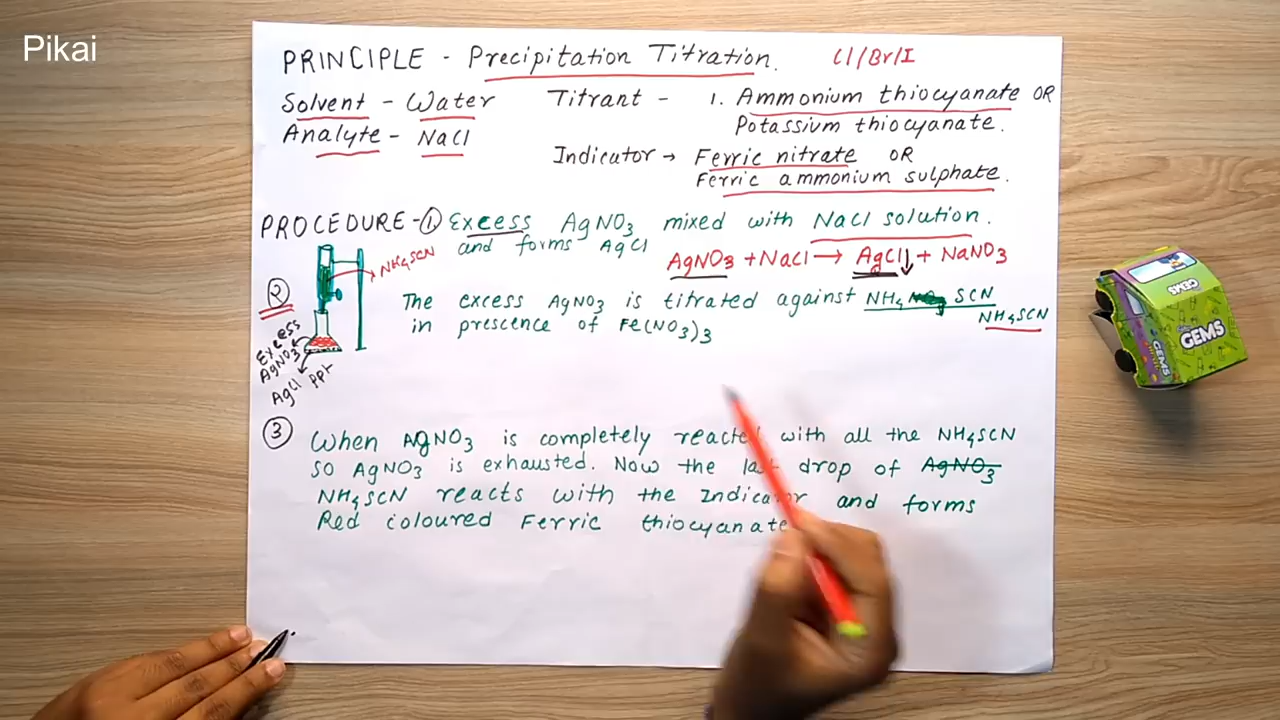 Pikai
PRINCIPLE - Precipitation Titration. Cl/Br/I
Solvent - Water Titrant - 1. Ammonium thiocyanate OR
Analyte - NaCl Potassium thiocyanate.
Indicator → Ferric nitrate OR
Ferric ammonium sulphate.
PROCEDURE - ① Excess AgNO3 mixed with NaCl solution.
and forms AgCl
AgNO3 + NaCl → AgCl↓ + NaNO3
NH4SCN
②
The excess AgNO3 is titrated against NH4 SCN
NH4SCN
in prescence of Fe(NO3)3
Excess
AgNO3
AgCl ppt
③ When AgNO3 is completely reacted with all the NH4SCN
so AgNO3 is exhausted. Now the last drop of AgNO3
NH4SCN reacts with the Indicator and forms
Red coloured Ferric thiocyanate
GEMS
GEMS
GEMS